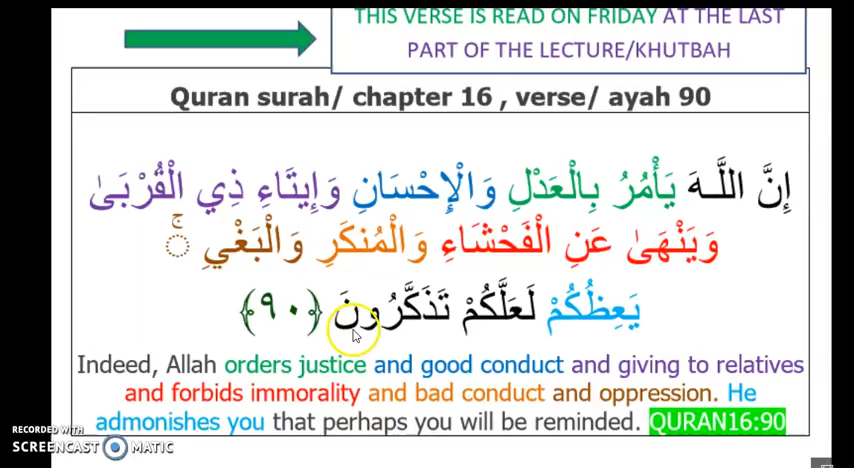 THIS VERSE IS READ ON FRIDAY AT THE LAST
PART OF THE LECTURE/KHUTBAH
Quran surah/ chapter 16 , verse/ ayah 90
إِنَّ اللَّـهَ يَأْمُرُ بِالْعَدْلِ وَالْإِحْسَانِ وَإِيتَاءِ ذِي الْقُرْبَىٰ
وَيَنْهَىٰ عَنِ الْفَحْشَاءِ وَالْمُنكَرِ وَالْبَغْيِ ۚ
يَعِظُكُمْ لَعَلَّكُمْ تَذَكَّرُونَ ﴿٩٠﴾
Indeed, Allah orders justice and good conduct and giving to relatives
and forbids immorality and bad conduct and oppression. He
admonishes you that perhaps you will be reminded. QURAN16:90
RECORDED WITH
SCREENCAST MATIC